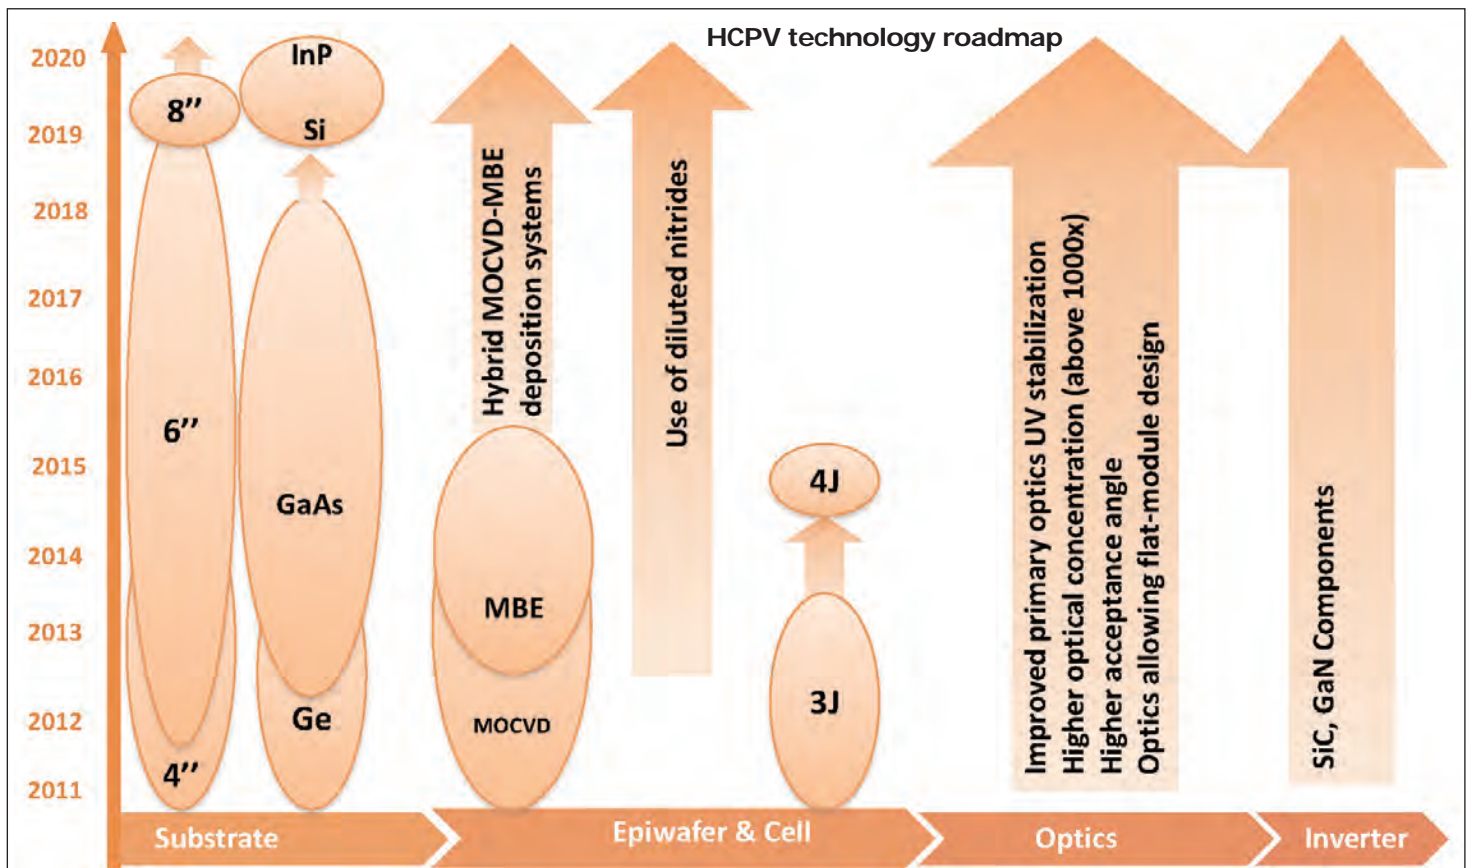 HCPV technology roadmap
2020
2019
2018
2017
2016
2015
2014
2013
2012
2011
8’’
6’’
4’’
InP
Si
GaAs
Ge
Hybrid MOCVD-MBE
deposition systems
MBE
MOCVD
Use of diluted nitrides
4J
3J
Improved primary optics UV stabilization
Higher optical concentration (above 1000x)
Higher acceptance angle
Optics allowing flat-module design
SiC, GaN Components
Substrate
Epiwafer & Cell
Optics
Inverter